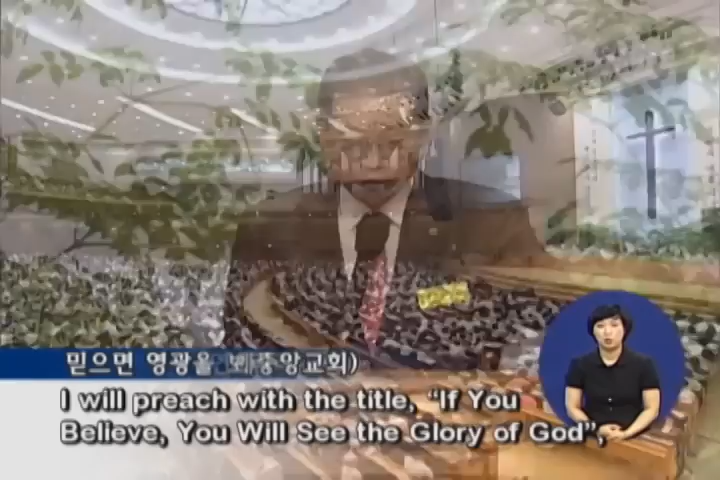 믿으면 영광을 보
중앙교회)
I will preach with the title, "If You
Believe, You Will See the Glory of God",